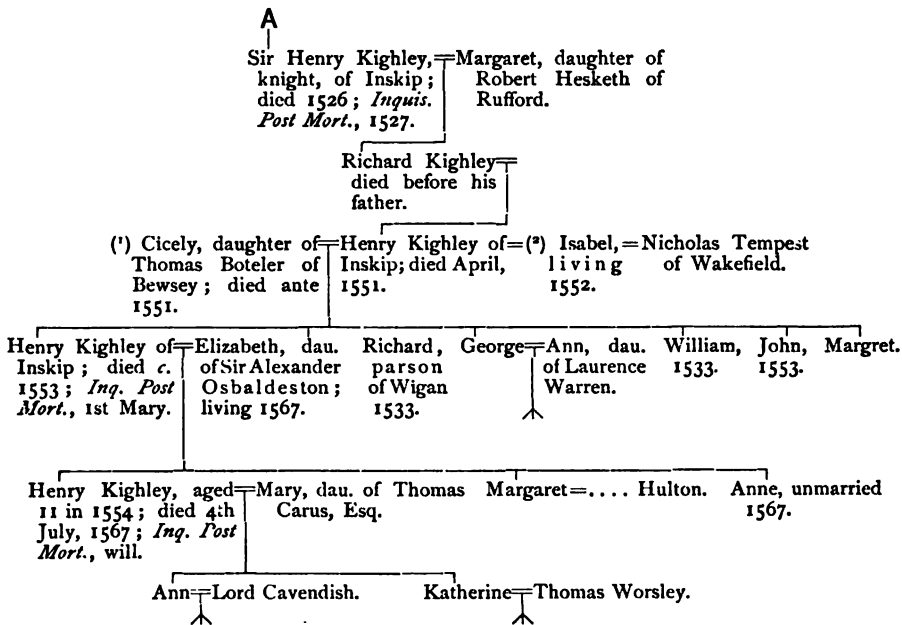 A
Sir Henry Kighley,
knight, of Inskip;
died 1526; Inquis.
Post Mort., 1527.
=Margaret, daughter of
Robert Hesketh of
Rufford.
Richard Kighley=
died before his
father.
(1) Cicely, daughter of
Thomas Boteler of
Bewsey; died ante
1551.
=Henry Kighley of
Inskip; died April,
1551.
=(2) Isabel,
living
1552.
=Nicholas Tempest
of Wakefield.
Henry Kighley of
Inskip; died c.
1553; Inq. Post
Mort., 1st Mary.
=Elizabeth, dau.
of Sir Alexander
Osbaldeston;
living 1567.
Richard,
parson
of Wigan
1533.
George
=Ann, dau.
of Laurence
Warren.
William,
1533.
John,
1553.
Margret.
Henry Kighley, aged
11 in 1554; died 4th
July, 1567; Inq. Post
Mort., will.
=Mary, dau. of Thomas
Carus, Esq.
Margaret=.... Hulton.
Anne, unmarried
1567.
Ann=Lord Cavendish.
Katherine=Thomas Worsley.